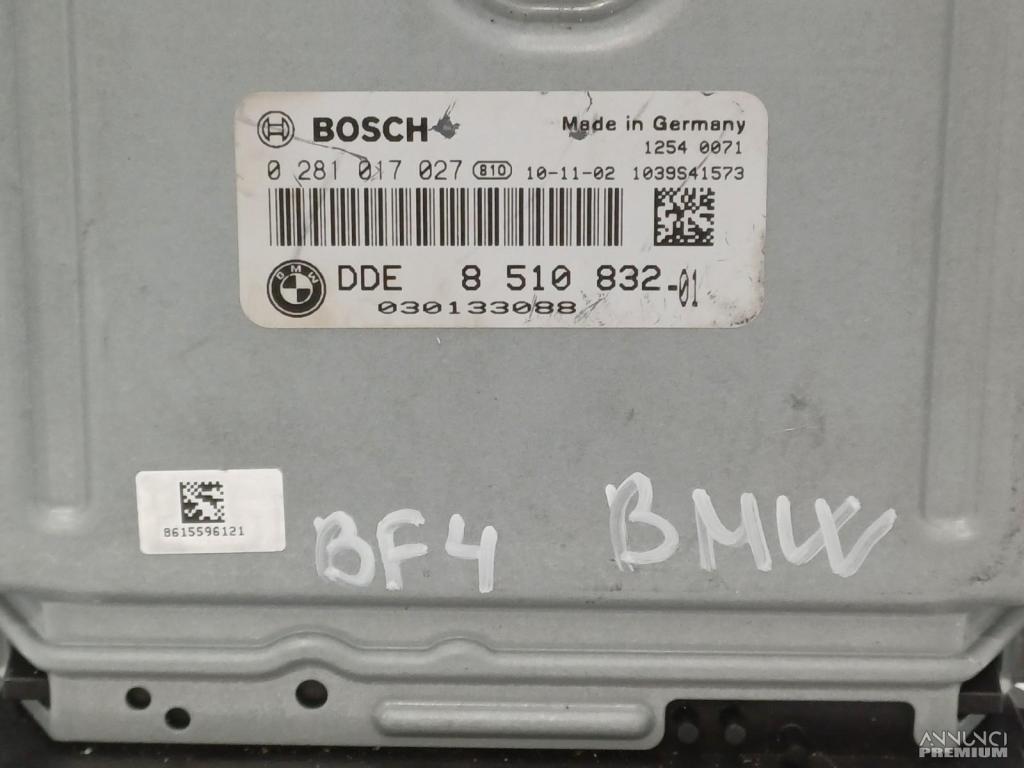 BOSCH
Made in Germany
1254 0071
0 281 017 027 810 10-11-02 1039S41573
BMW
DDE 8 510 832-01
030133088
8615596121
BF4 BMW
ANNUNCI
PREMIUM